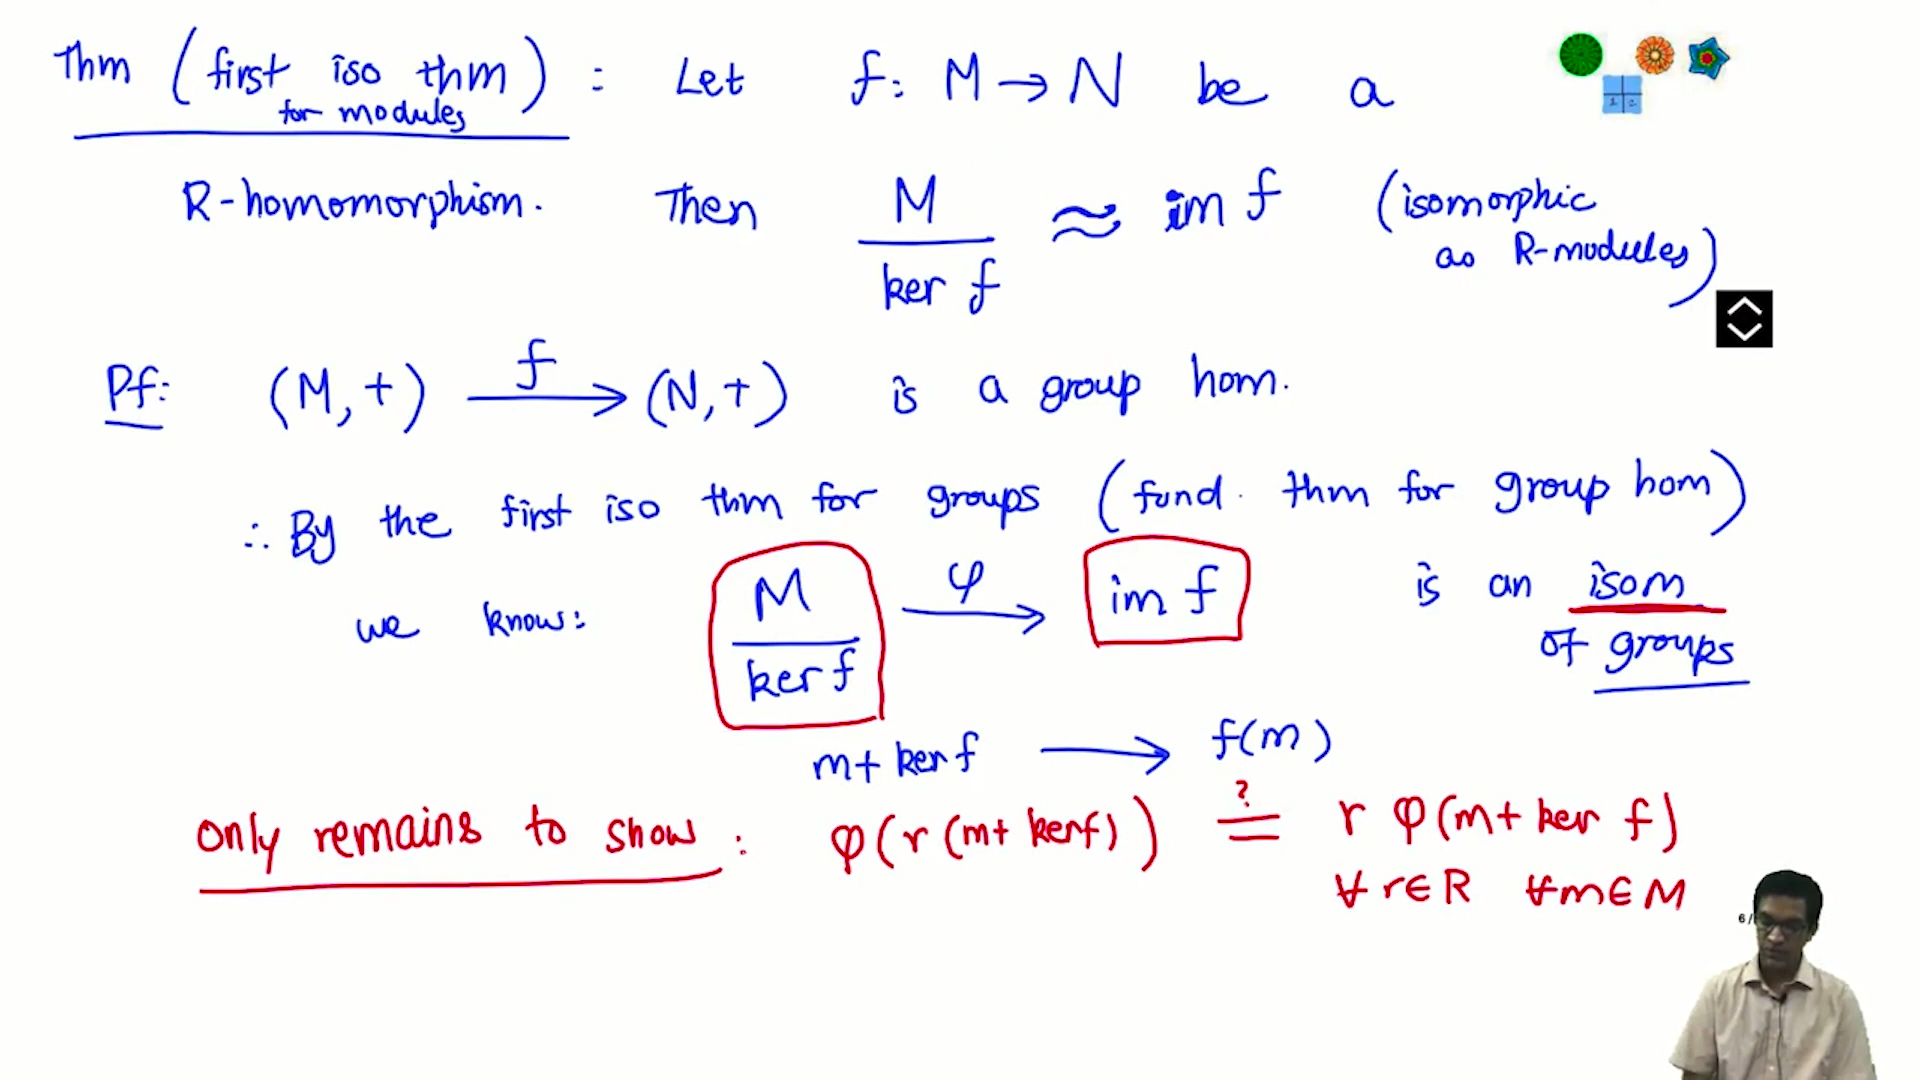 Thm (first iso thm) : Let f: M → N be a
for modules
R-homomorphism. Then M/ker f ≈ im f (isomorphic
as R-modules)
Pf: (M,+) —f→ (N,+) is a group hom.
∴ By the first iso thm for groups (fund. thm for group hom)
we know: M/ker f —φ→ im f is an isom
of groups
m+ker f → f(m)
Only remains to show: φ(r(m+kerf)) ≟ r φ(m+ker f)
∀ r∈R ∀m∈M
6/